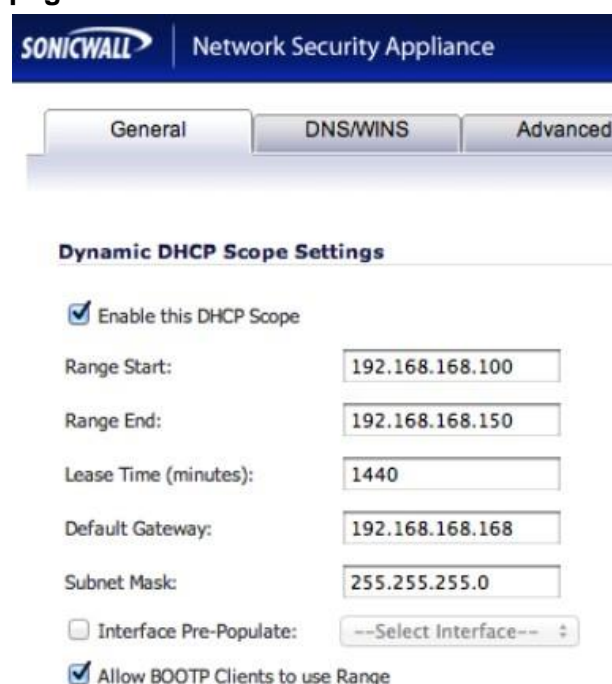 SONICWALL Network Security Appliance
General DNS/WINS Advanced
Dynamic DHCP Scope Settings
Enable this DHCP Scope
Range Start: 192.168.168.100
Range End: 192.168.168.150
Lease Time (minutes): 1440
Default Gateway: 192.168.168.168
Subnet Mask: 255.255.255.0
Interface Pre-Populate: --Select Interface--
Allow BOOTP Clients to use Range